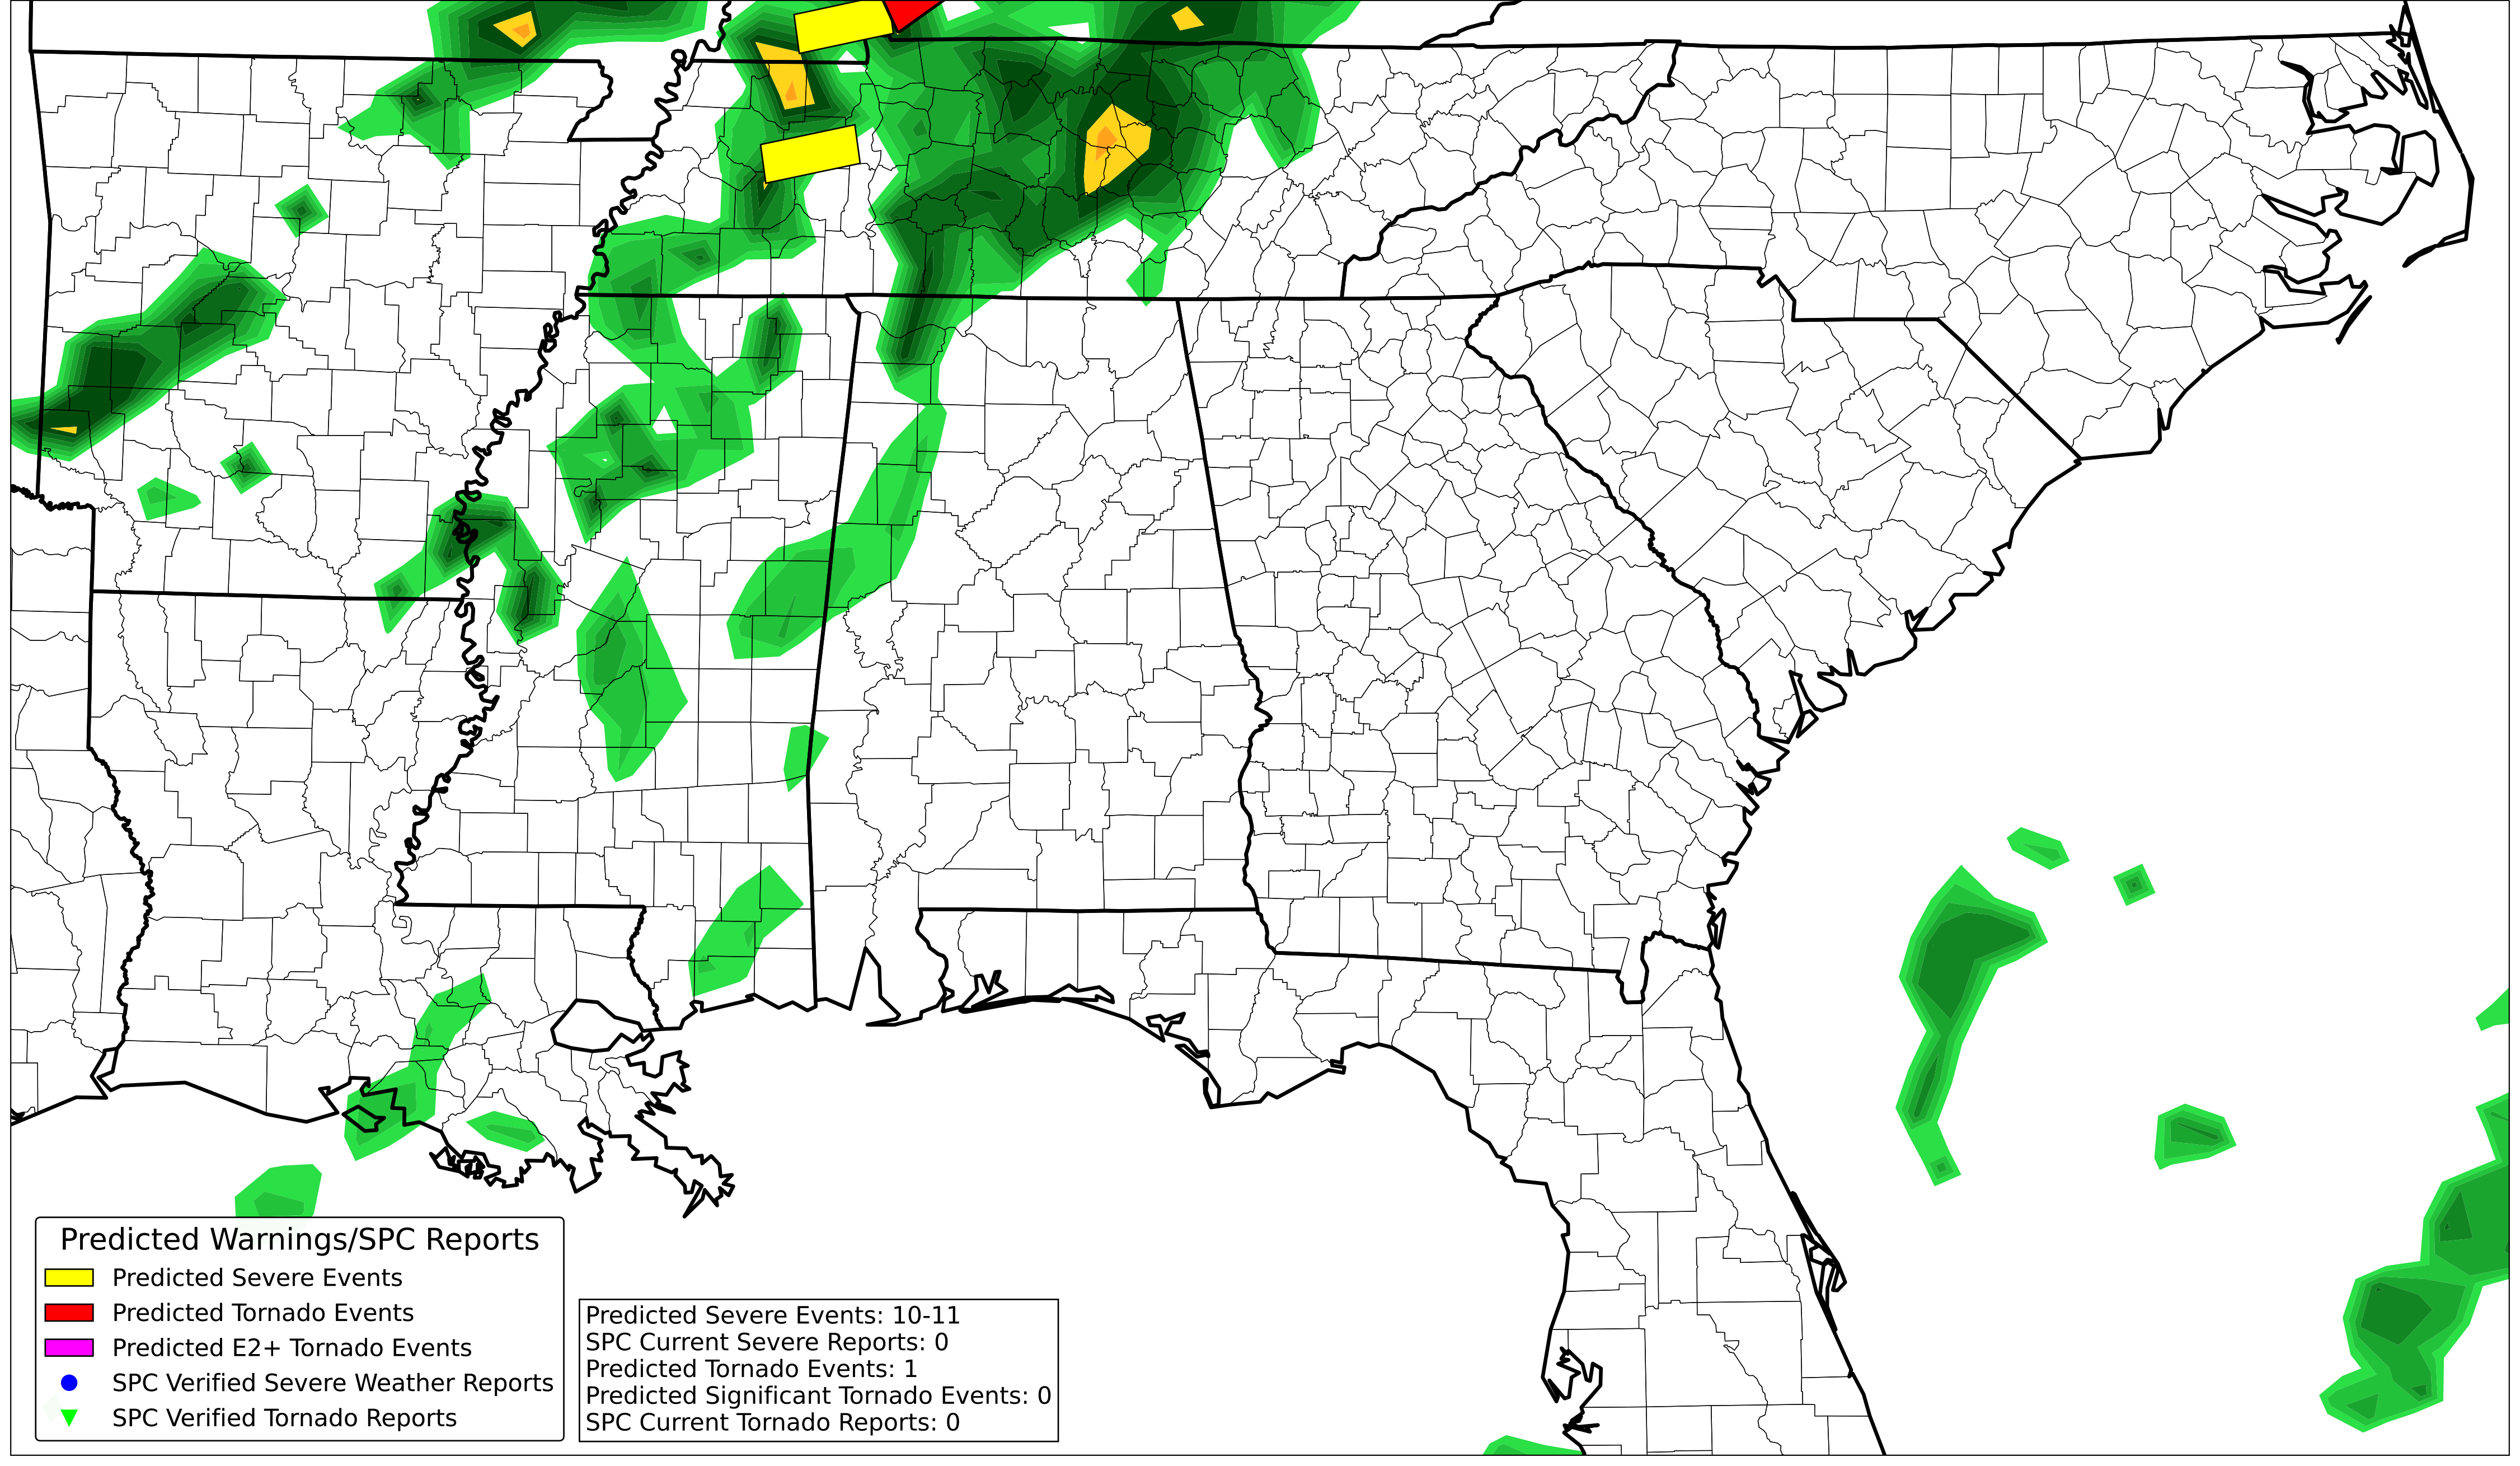 Predicted Warnings/SPC Reports
Predicted Severe Events
Predicted Tornado Events
Predicted E2+ Tornado Events
SPC Verified Severe Weather Reports
SPC Verified Tornado Reports
Predicted Severe Events: 10-11
SPC Current Severe Reports: 0
Predicted Tornado Events: 1
Predicted Significant Tornado Events: 0
SPC Current Tornado Reports: 0